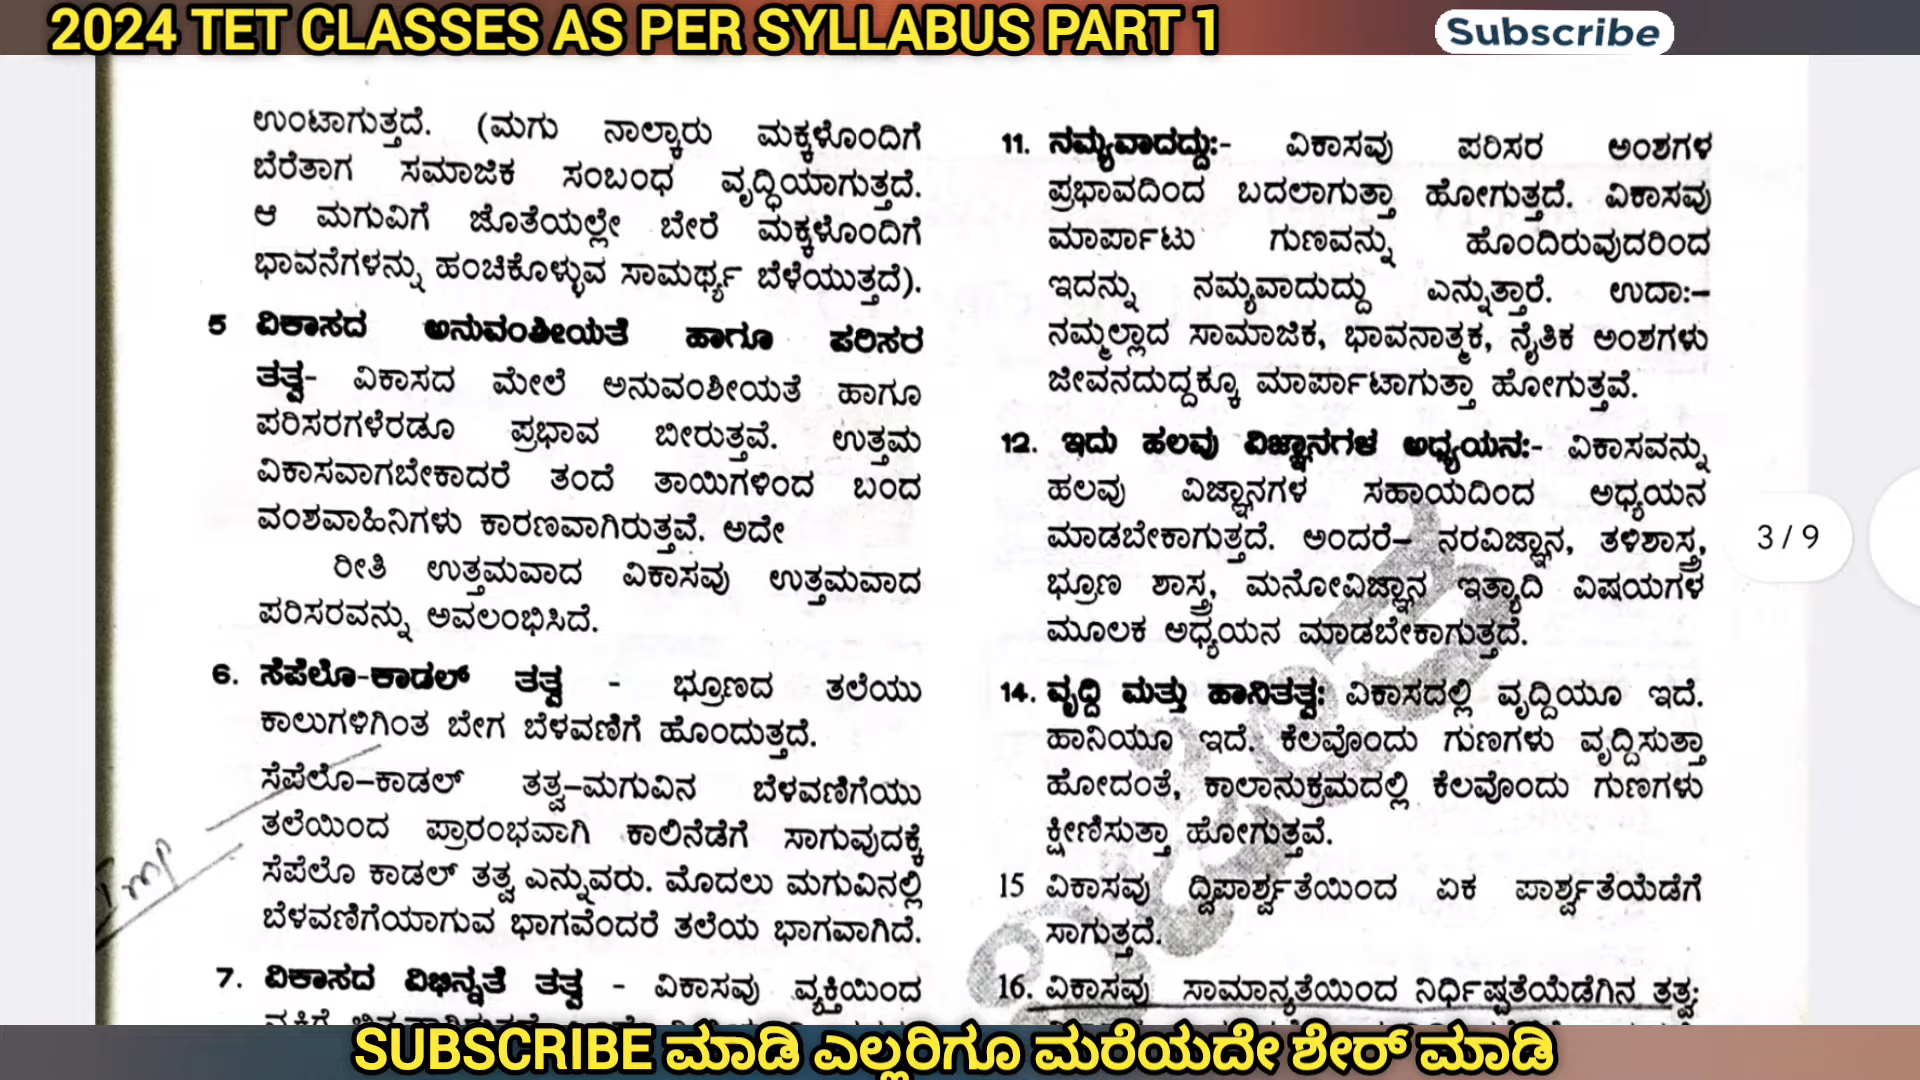 2024 TET CLASSES AS PER SYLLABUS PART 1
Subscribe
ಉಂಟಾಗುತ್ತದೆ. (ಮಗು ನಾಲ್ಕಾರು ಮಕ್ಕಳೊಂದಿಗೆ
ಬೆರೆತಾಗ ಸಮಾಜಿಕ ಸಂಬಂಧ ವೃದ್ಧಿಯಾಗುತ್ತದೆ.
ಆ ಮಗುವಿಗೆ ಜೊತೆಯಲ್ಲೇ ಬೇರೆ ಮಕ್ಕಳೊಂದಿಗೆ
ಭಾವನೆಗಳನ್ನು ಹಂಚಿಕೊಳ್ಳುವ ಸಾಮರ್ಥ್ಯ ಬೆಳೆಯುತ್ತದೆ).
5 ವಿಕಾಸದ ಅನುವಂಶೀಯತೆ ಹಾಗೂ ಪರಿಸರ
ತತ್ವ- ವಿಕಾಸದ ಮೇಲೆ ಅನುವಂಶೀಯತೆ ಹಾಗೂ
ಪರಿಸರಗಳೆರಡೂ ಪ್ರಭಾವ ಬೀರುತ್ತವೆ. ಉತ್ತಮ
ವಿಕಾಸವಾಗಬೇಕಾದರೆ ತಂದೆ ತಾಯಿಗಳಿಂದ ಬಂದ
ವಂಶವಾಹಿನಿಗಳು ಕಾರಣವಾಗಿರುತ್ತವೆ. ಅದೇ
ರೀತಿ ಉತ್ತಮವಾದ ವಿಕಾಸವು ಉತ್ತಮವಾದ
ಪರಿಸರವನ್ನು ಅವಲಂಭಿಸಿದೆ.
6. ಸೆಪೆಲೊ-ಕಾಡಲ್ ತತ್ವ - ಭ್ರೂಣದ ತಲೆಯು
ಕಾಲುಗಳಿಗಿಂತ ಬೇಗ ಬೆಳವಣಿಗೆ ಹೊಂದುತ್ತದೆ.
ಸೆಪೆಲೊ-ಕಾಡಲ್ ತತ್ವ-ಮಗುವಿನ ಬೆಳವಣಿಗೆಯು
ತಲೆಯಿಂದ ಪ್ರಾರಂಭವಾಗಿ ಕಾಲಿನೆಡೆಗೆ ಸಾಗುವುದಕ್ಕೆ
ಸೆಪೆಲೊ ಕಾಡಲ್ ತತ್ವ ಎನ್ನುವರು. ಮೊದಲು ಮಗುವಿನಲ್ಲಿ
ಬೆಳವಣಿಗೆಯಾಗುವ ಭಾಗವೆಂದರೆ ತಲೆಯ ಭಾಗವಾಗಿದೆ.
Imp
7. ವಿಕಾಸದ ವಿಭಿನ್ನತೆ ತತ್ವ - ವಿಕಾಸವು ವ್ಯಕ್ತಿಯಿಂದ
11. ನಮ್ಯವಾದದ್ದು:- ವಿಕಾಸವು ಪರಿಸರ ಅಂಶಗಳ
ಪ್ರಭಾವದಿಂದ ಬದಲಾಗುತ್ತಾ ಹೋಗುತ್ತದೆ. ವಿಕಾಸವು
ಮಾರ್ಪಾಟು ಗುಣವನ್ನು ಹೊಂದಿರುವುದರಿಂದ
ಇದನ್ನು ನಮ್ಯವಾದುದ್ದು ಎನ್ನುತ್ತಾರೆ. ಉದಾ:-
ನಮ್ಮಲ್ಲಾದ ಸಾಮಾಜಿಕ, ಭಾವನಾತ್ಮಕ, ನೈತಿಕ ಅಂಶಗಳು
ಜೀವನದುದ್ದಕ್ಕೂ ಮಾರ್ಪಾಟಾಗುತ್ತಾ ಹೋಗುತ್ತವೆ.
12. ಇದು ಹಲವು ವಿಜ್ಞಾನಗಳ ಅಧ್ಯಯನ:- ವಿಕಾಸವನ್ನು
ಹಲವು ವಿಜ್ಞಾನಗಳ ಸಹಾಯದಿಂದ ಅಧ್ಯಯನ
ಮಾಡಬೇಕಾಗುತ್ತದೆ. ಅಂದರೆ- ನರವಿಜ್ಞಾನ, ತಳಿಶಾಸ್ತ್ರ,
ಭ್ರೂಣ ಶಾಸ್ತ್ರ, ಮನೋವಿಜ್ಞಾನ ಇತ್ಯಾದಿ ವಿಷಯಗಳ
ಮೂಲಕ ಅಧ್ಯಯನ ಮಾಡಬೇಕಾಗುತ್ತದೆ.
14. ವೃದ್ದಿ ಮತ್ತು ಹಾನಿತತ್ವ: ವಿಕಾಸದಲ್ಲಿ ವೃದ್ದಿಯೂ ಇದೆ.
ಹಾನಿಯೂ ಇದೆ. ಕೆಲವೊಂದು ಗುಣಗಳು ವೃದ್ದಿಸುತ್ತಾ
ಹೋದಂತೆ, ಕಾಲಾನುಕ್ರಮದಲ್ಲಿ ಕೆಲವೊಂದು ಗುಣಗಳು
ಕ್ಷೀಣಿಸುತ್ತಾ ಹೋಗುತ್ತವೆ.
15 ವಿಕಾಸವು ದ್ವಿಪಾರ್ಶ್ವತೆಯಿಂದ ಏಕ ಪಾರ್ಶ್ವತೆಯೆಡೆಗೆ
ಸಾಗುತ್ತದೆ.
16. ವಿಕಾಸವು ಸಾಮಾನ್ಯತೆಯಿಂದ ನಿರ್ಧಿಷ್ಟತೆಯೆಡೆಗಿನ ತತ್ವ:
3 / 9
SUBSCRIBE ಮಾಡಿ ಎಲ್ಲರಿಗೂ ಮರೆಯದೇ ಶೇರ್ ಮಾಡಿ